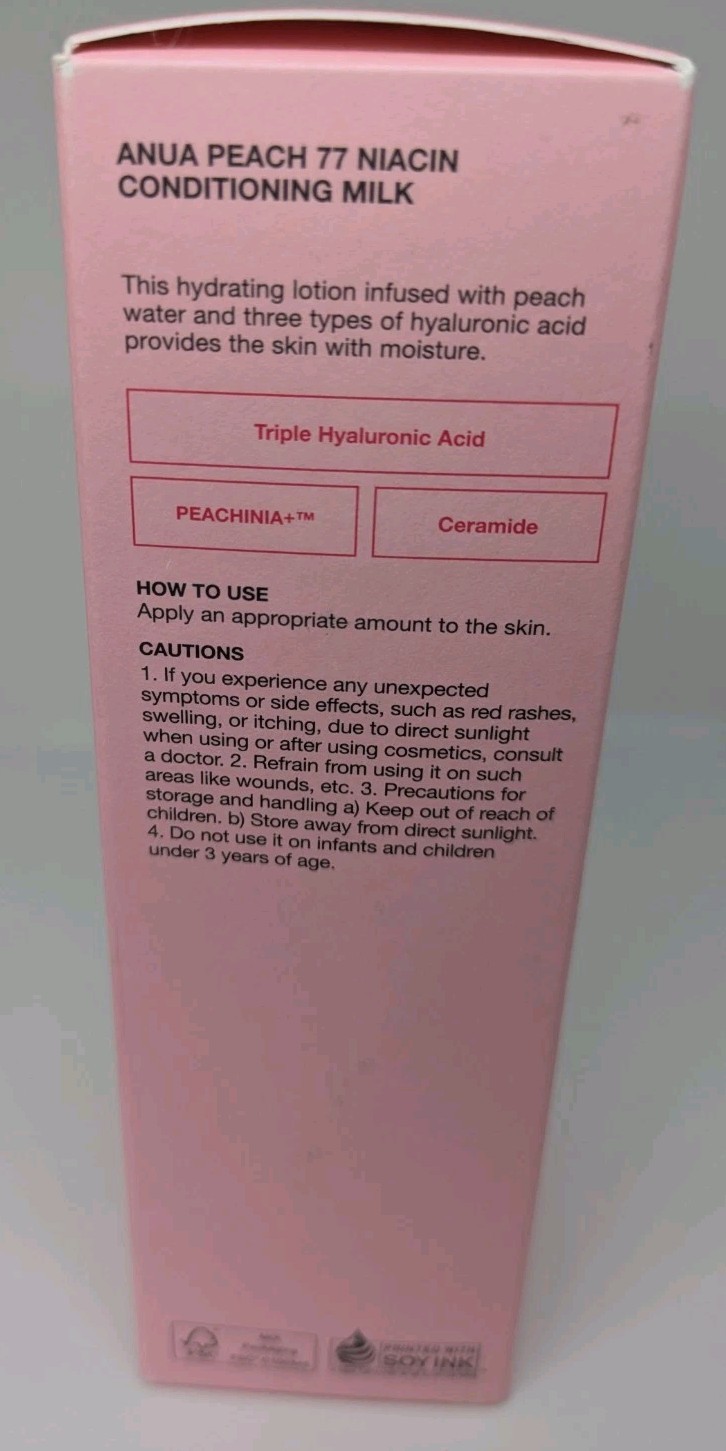 ANUA PEACH 77 NIACIN
CONDITIONING MILK
This hydrating lotion infused with peach
water and three types of hyaluronic acid
provides the skin with moisture.
Triple Hyaluronic Acid
PEACHINIA+™
Ceramide
HOW TO USE
Apply an appropriate amount to the skin.
CAUTIONS
1. If you experience any unexpected
symptoms or side effects, such as red rashes,
swelling, or itching, due to direct sunlight
when using or after using cosmetics, consult
a doctor. 2. Refrain from using it on such
areas like wounds, etc. 3. Precautions for
storage and handling a) Keep out of reach of
children. b) Store away from direct sunlight.
4. Do not use it on infants and children
under 3 years of age.
PRINTED WITH
SOY INK